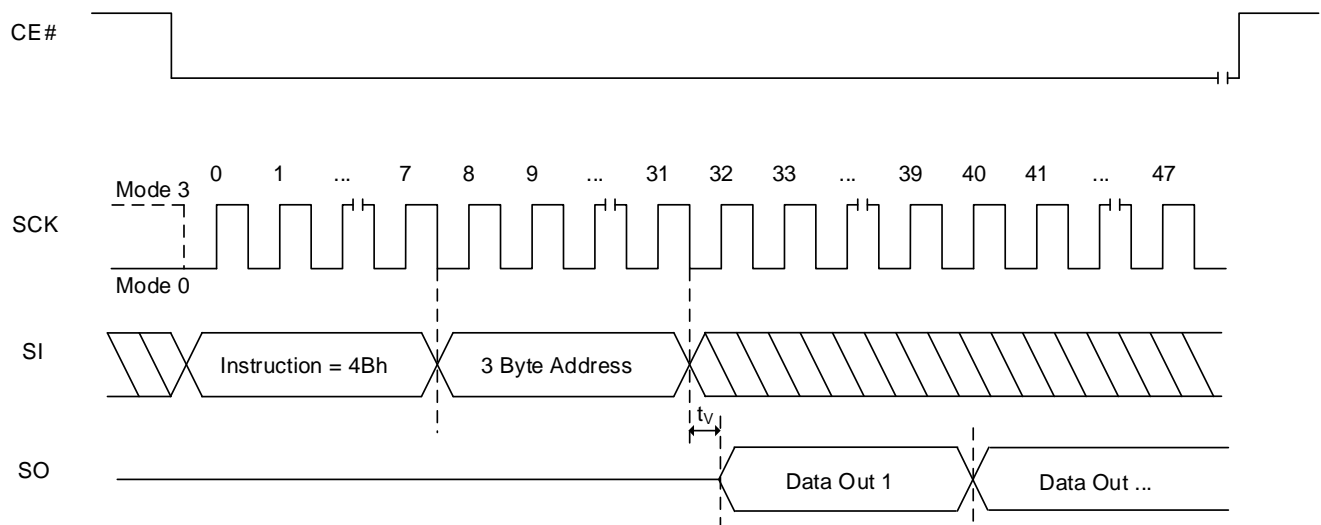 CE#
0 1 ... 7 8 9 ... 31 32 33 ... 39 40 41 ... 47
Mode 3
SCK
Mode 0
SI
Instruction = 4Bh
3 Byte Address
tV
SO
Data Out 1
Data Out ...